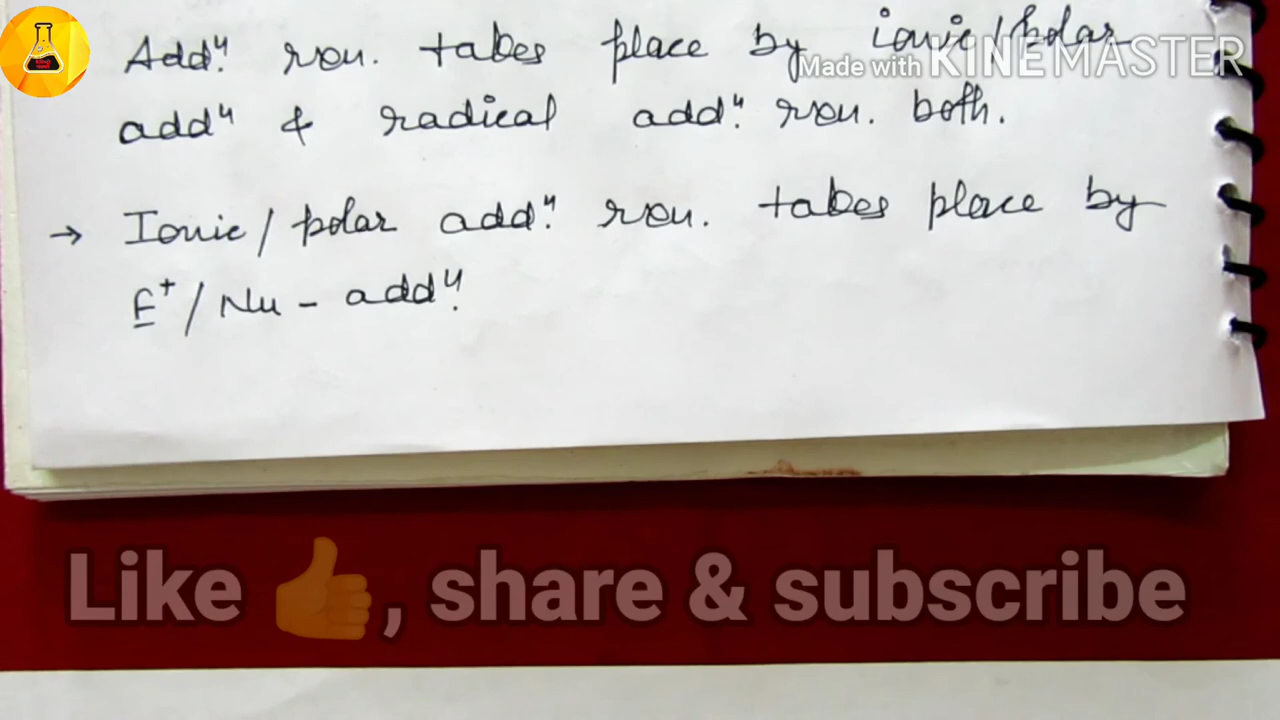 Addⁿ. rxn. takes place by ionic/polar
Made with KINEMASTER
addⁿ & radical addⁿ. rxn. both.
→ Ionic/polar addⁿ. rxn. takes place by
E⁺/Nu - addⁿ.
Like 👍, share & subscribe